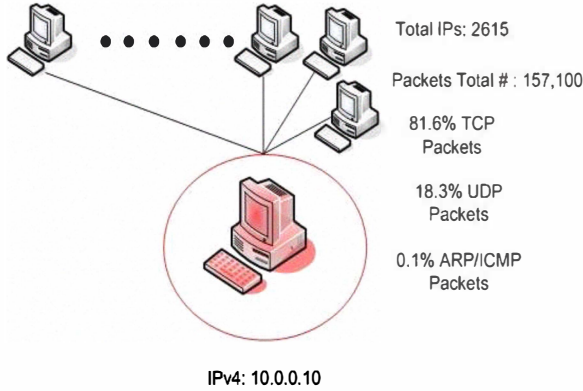 Total IPs: 2615
Packets Total # : 157,100
81.6% TCP
Packets
18.3% UDP
Packets
0.1% ARP/ICMP
Packets
IPv4: 10.0.0.10